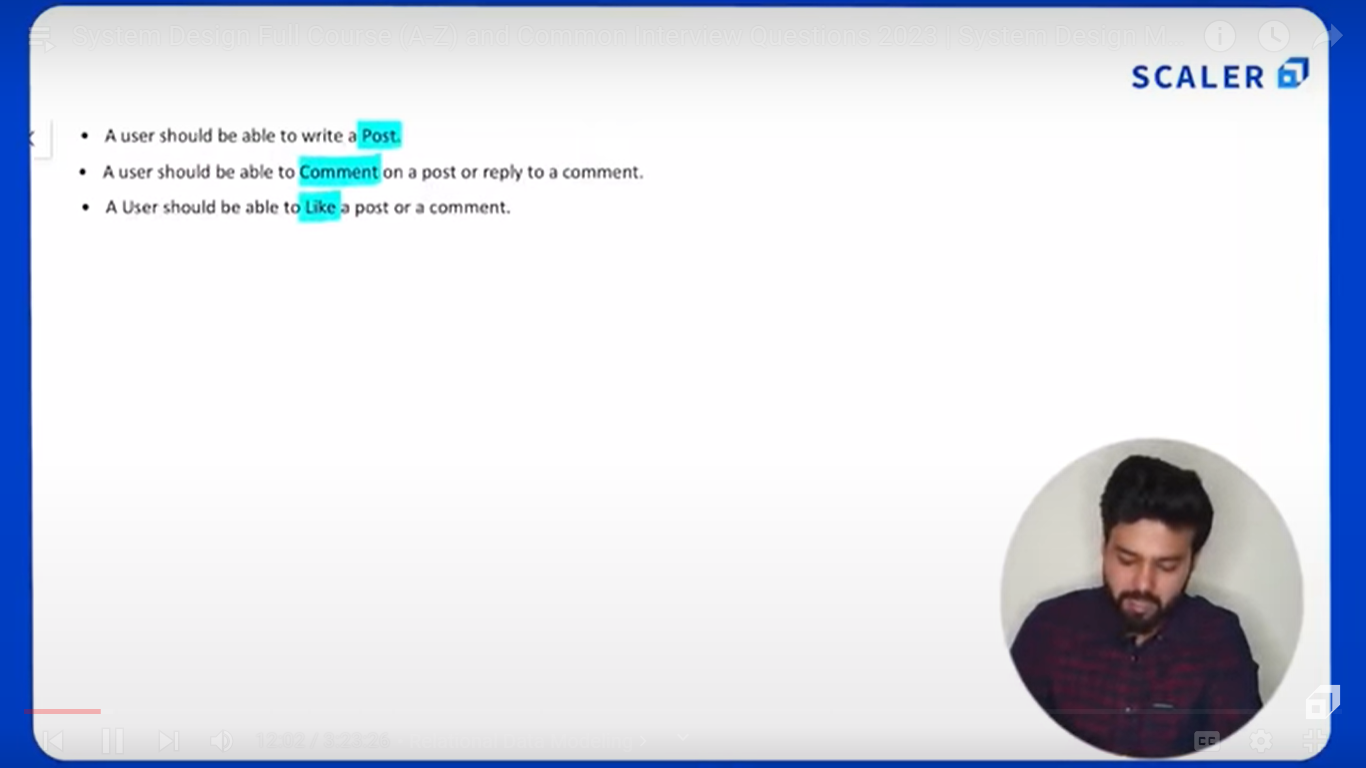 System Design Full Course (A-Z) and Common Interview Questions 2023 | System Design M...
SCALER
• A user should be able to write a Post.
• A user should be able to Comment on a post or reply to a comment.
• A User should be able to Like a post or a comment.
12:02 / 3:23:26
CC